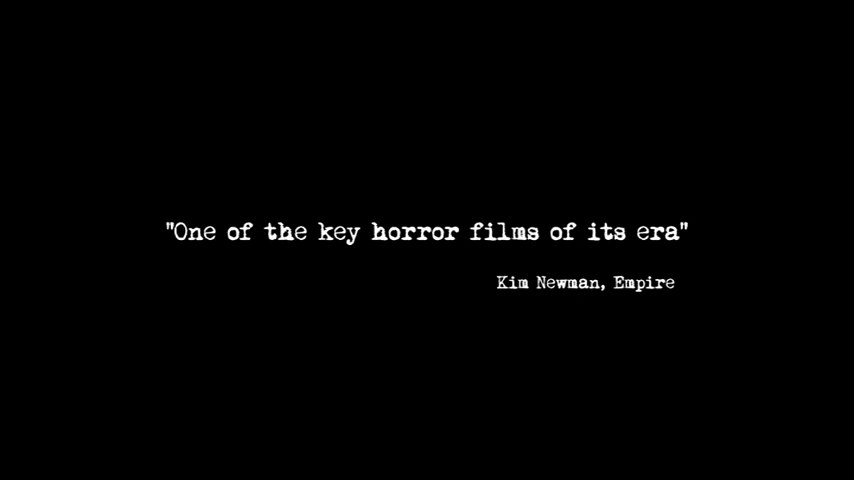 "One of the key horror films of its era"
Kim Newman, Empire